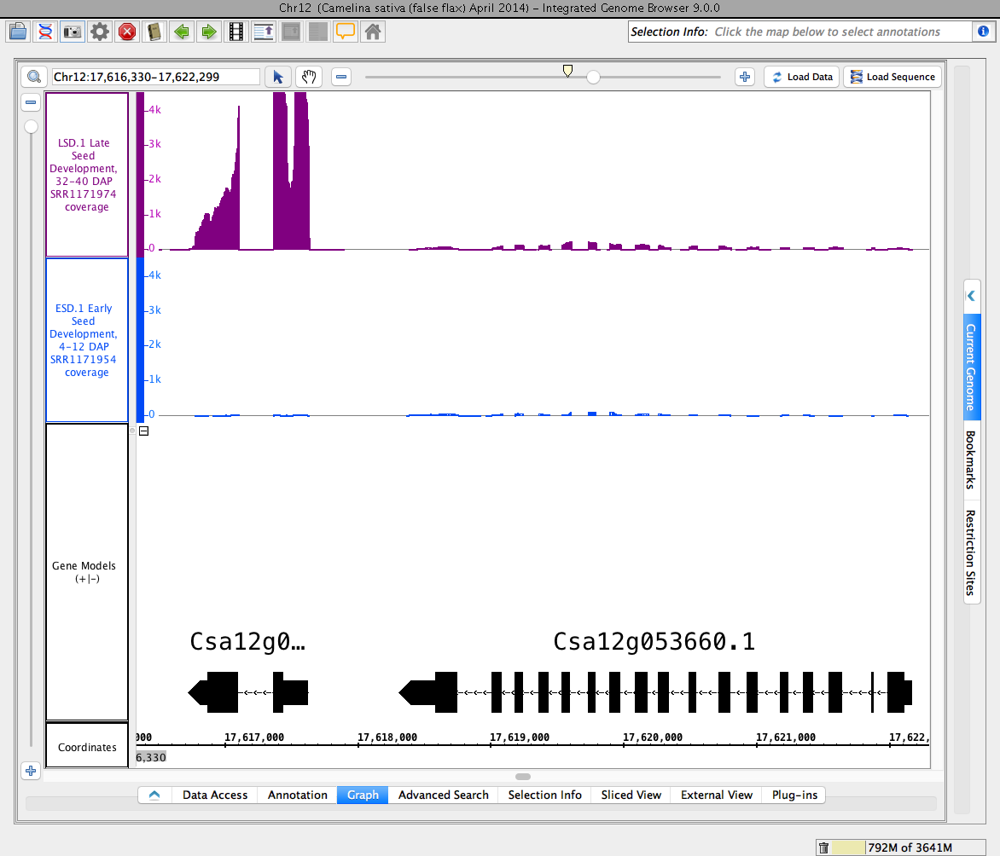 Chr12 (Camelina sativa (false flax) April 2014) – Integrated Genome Browser 9.0.0
Selection Info: Click the map below to select annotations
Chr12:17,616,330-17,622,299
Load Data
Load Sequence
LSD.1 Late
Seed
Development,
32-40 DAP
SRR1171974
coverage
4k
3k
2k
1k
0
ESD.1 Early
Seed
Development,
4-12 DAP
SRR1171954
coverage
4k
3k
2k
1k
0
Current Genome
Bookmarks
Restriction Sites
Gene Models
(+|-)
Csa12g0…
Csa12g053660.1
Coordinates
000 17,617,000 17,618,000 17,619,000 17,620,000 17,621,000 17,622,
6,330
Data Access Annotation Graph Advanced Search Selection Info Sliced View External View Plug-ins
792M of 3641M